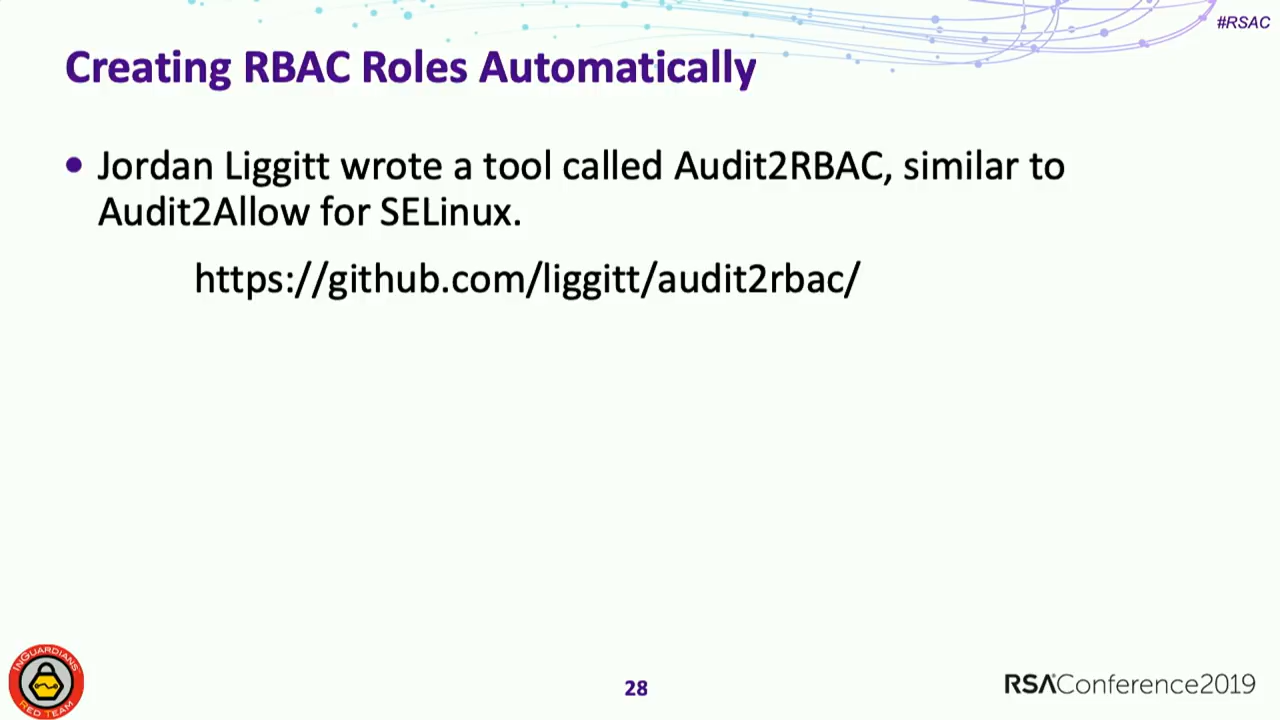 #RSAC
Creating RBAC Roles Automatically
• Jordan Liggitt wrote a tool called Audit2RBAC, similar to
Audit2Allow for SELinux.
https://github.com/liggitt/audit2rbac/
INGUARDIANS
RED TEAM
28
RSAConference2019